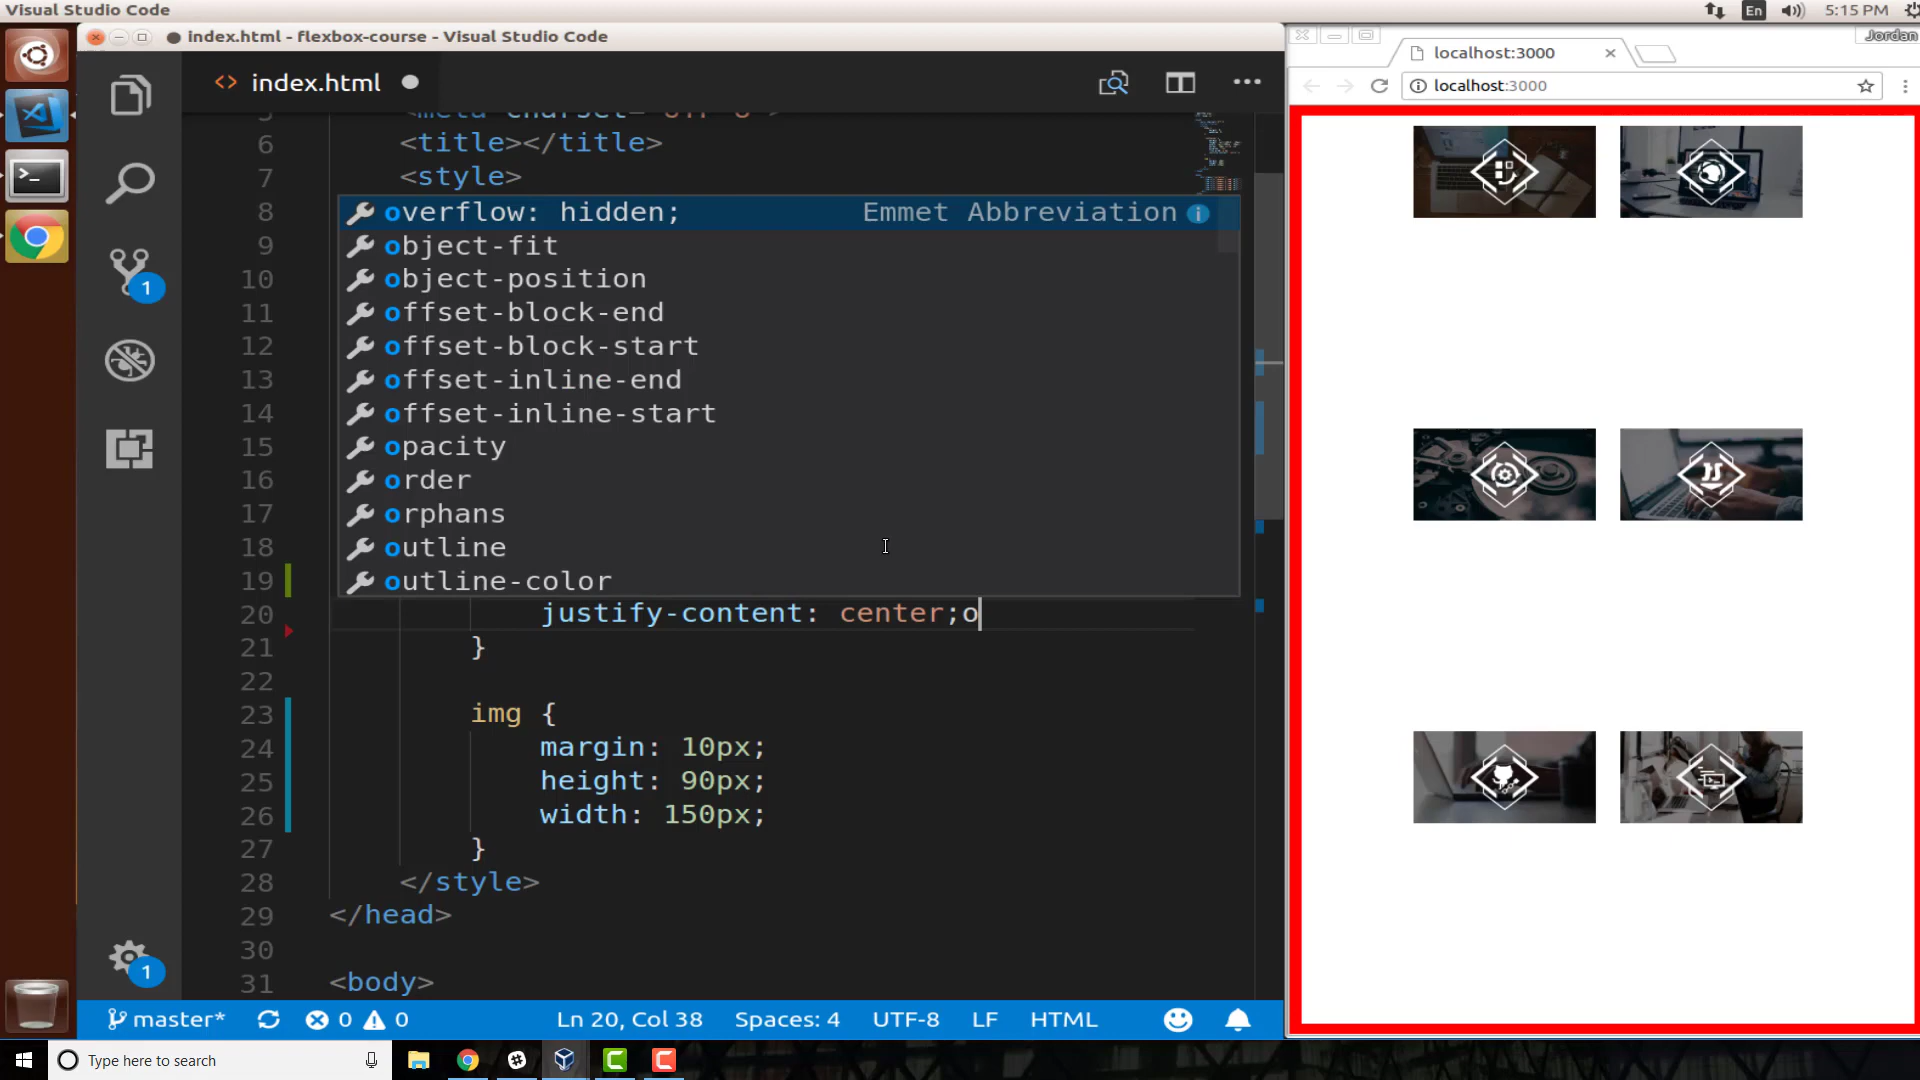 Visual Studio Code
En
5:15 PM
index.html - flexbox-course - Visual Studio Code
Jordan
<> index.html
localhost:3000
localhost:3000
6 <title></title>
7 <style>
8 overflow: hidden; Emmet Abbreviation
9 object-fit
10 object-position
11 offset-block-end
12 offset-block-start
13 offset-inline-end
14 offset-inline-start
15 opacity
16 order
17 orphans
18 outline
19 outline-color
20 justify-content: center;o
21 }
22
23 img {
24 margin: 10px;
25 height: 90px;
26 width: 150px;
27 }
28 </style>
29 </head>
30
31 <body>
1
1
master* 0 0 Ln 20, Col 38 Spaces: 4 UTF-8 LF HTML
Type here to search